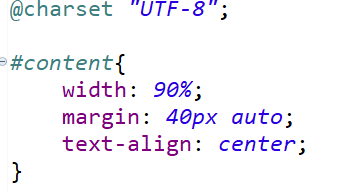 @charset "UTF-8";
#content{
    width: 90%;
    margin: 40px auto;
    text-align: center;
}